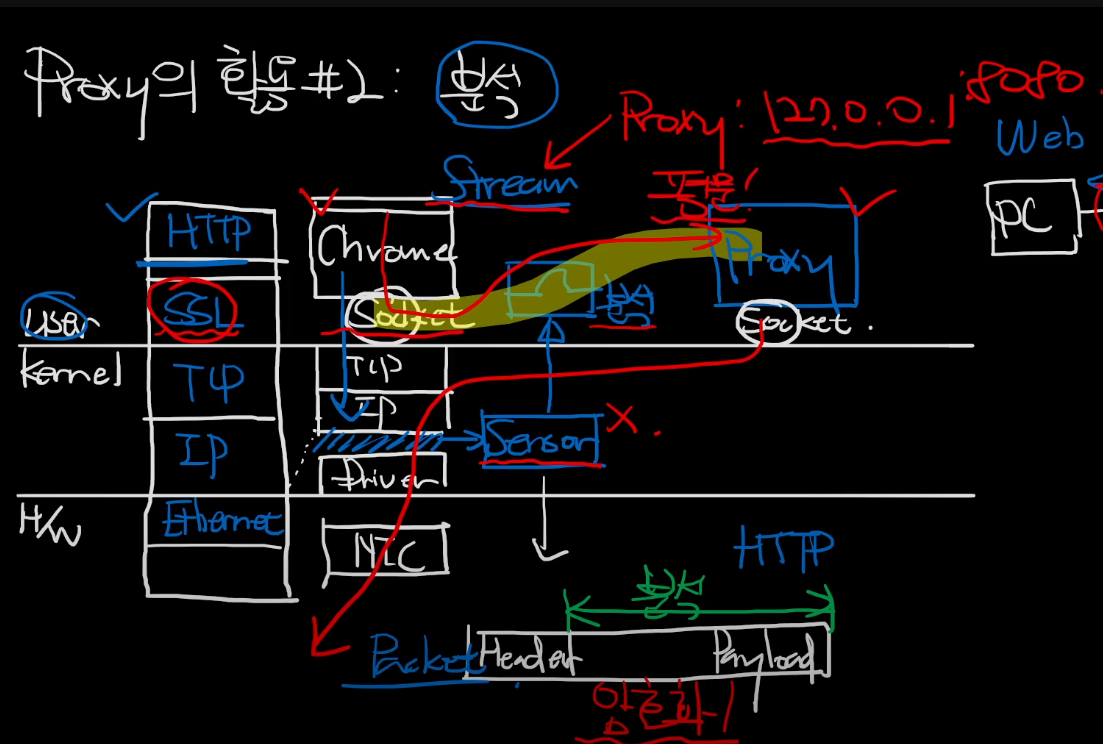 Proxy의 활용 #2: 분석
Proxy: 127.0.0.1:8080
Web
Stream
HTTP
Chrome
Proxy
PC
SSL
Socket
분석
Socket.
User
Kernel
TCP
TCP
IP
IP
Sensor
X.
Driver
H/W
Ethernet
NIC
HTTP
분석
Packet
Header
Payload
암호화!